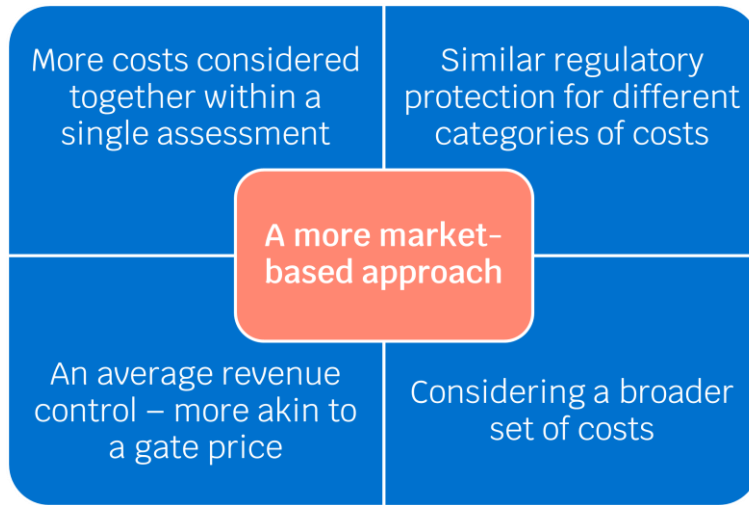 More costs considered
together within a
single assessment
Similar regulatory
protection for different
categories of costs
A more market-
based approach
An average revenue
control – more akin to
a gate price
Considering a broader
set of costs